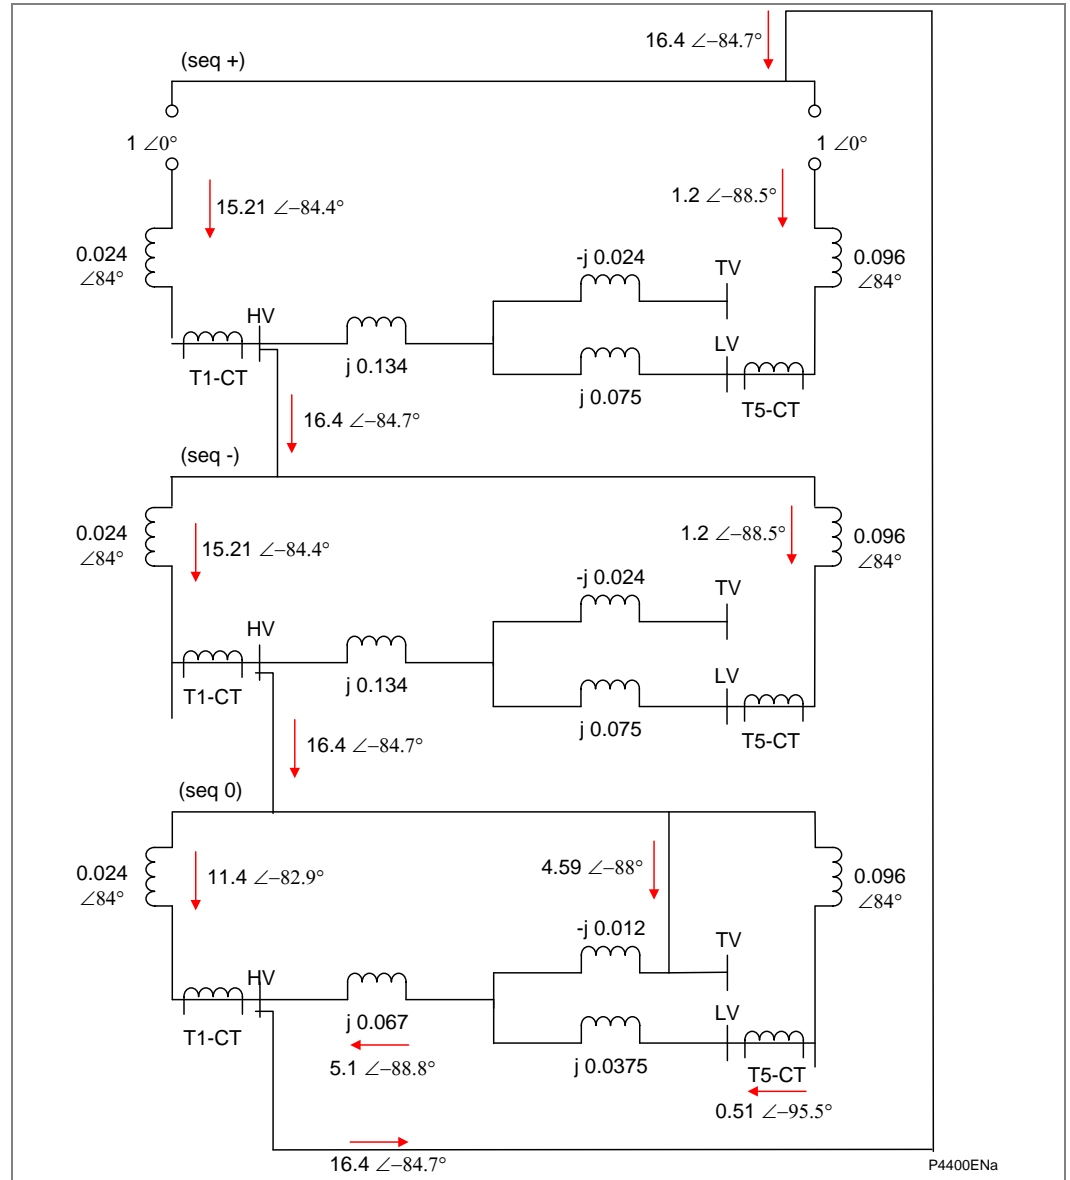 16.4 ∠−84.7°
(seq +)
1 ∠0°
1 ∠0°
15.21 ∠−84.4°
1.2 ∠−88.5°
0.024
∠84°
-j 0.024
TV
0.096
∠84°
HV
j 0.134
LV
T1-CT
j 0.075
T5-CT
16.4 ∠−84.7°
(seq -)
0.024
∠84°
15.21 ∠−84.4°
1.2 ∠−88.5°
0.096
∠84°
-j 0.024
TV
HV
j 0.134
LV
T1-CT
j 0.075
T5-CT
16.4 ∠−84.7°
(seq 0)
0.024
∠84°
11.4 ∠−82.9°
4.59 ∠−88°
0.096
∠84°
-j 0.012
TV
HV
j 0.067
LV
T1-CT
5.1 ∠−88.8°
j 0.0375
T5-CT
0.51 ∠−95.5°
16.4 ∠−84.7°
P4400ENa